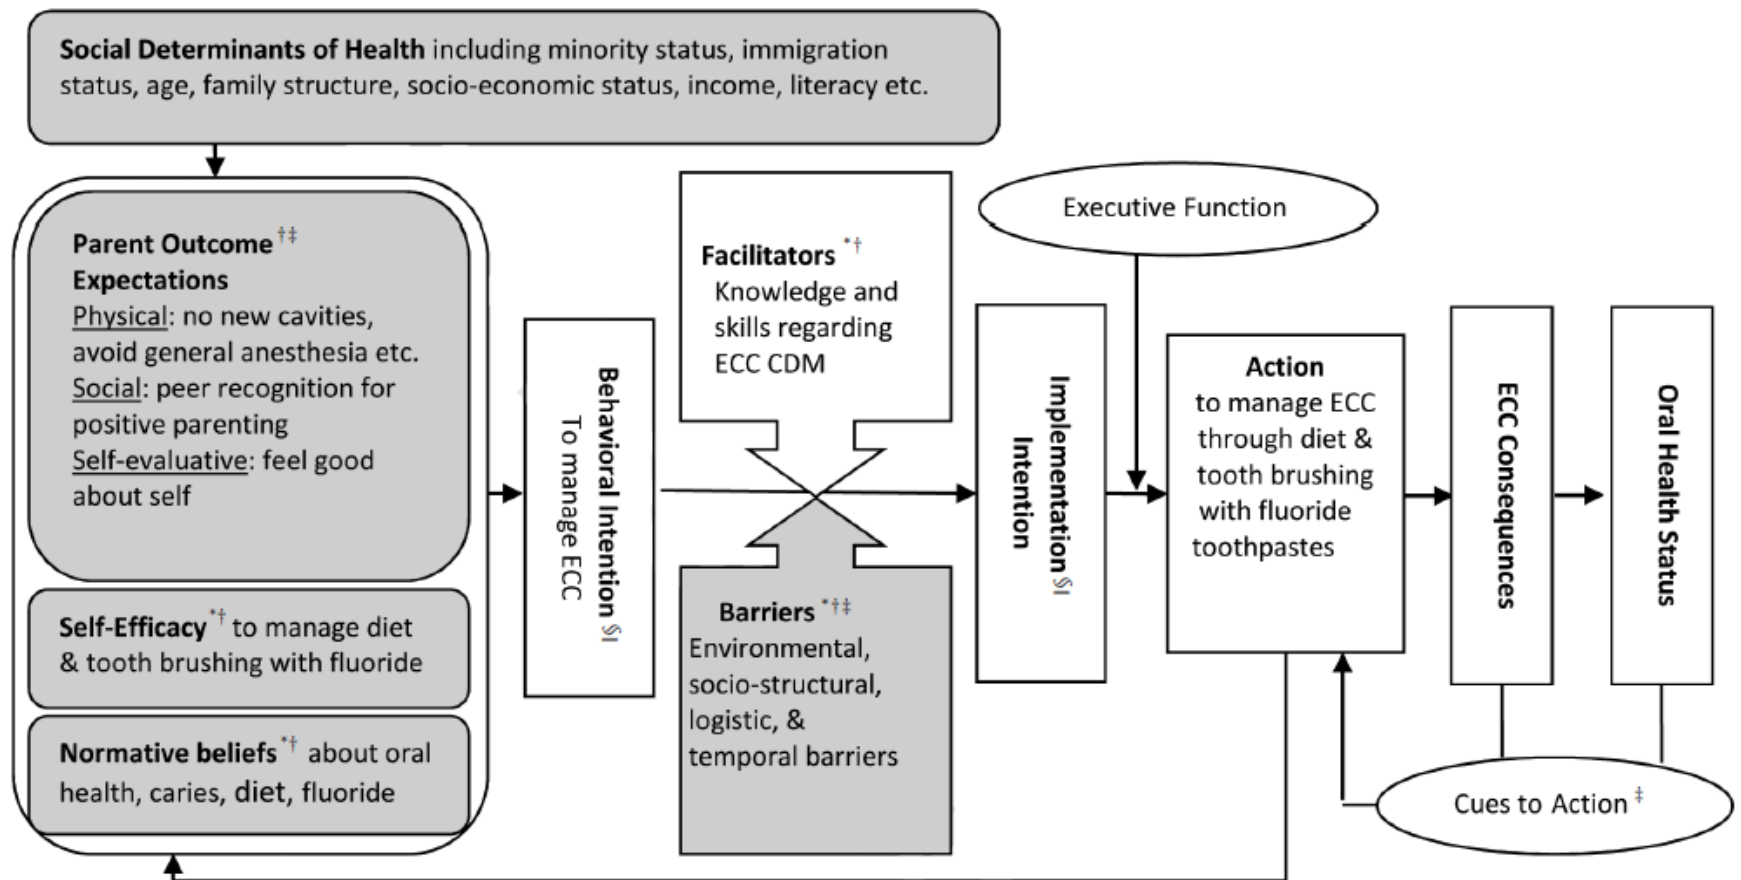 Social Determinants of Health including minority status, immigration
status, age, family structure, socio-economic status, income, literacy etc.
Parent Outcome †‡
Expectations
Physical: no new cavities,
avoid general anesthesia etc.
Social: peer recognition for
positive parenting
Self-evaluative: feel good
about self
Self-Efficacy *† to manage diet
& tooth brushing with fluoride
Normative beliefs *† about oral
health, caries, diet, fluoride
Behavioral Intention §|
To manage ECC
Facilitators *†
Knowledge and
skills regarding
ECC CDM
Barriers *†‡
Environmental,
socio-structural,
logistic, &
temporal barriers
Implementation §|
Intention
Executive Function
Action
to manage ECC
through diet &
tooth brushing
with fluoride
toothpastes
ECC Consequences
Oral Health Status
Cues to Action ‡